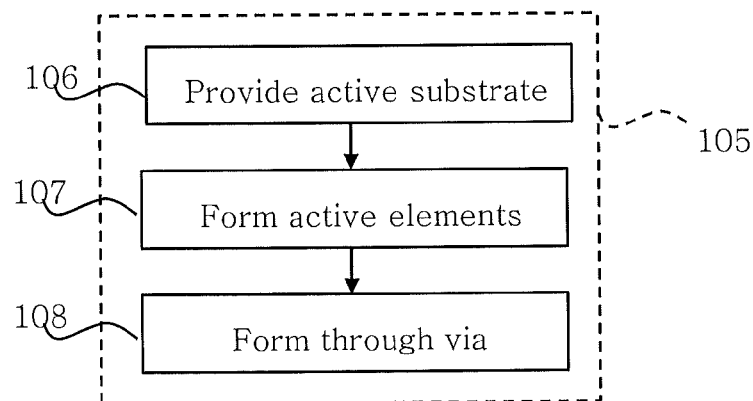 106
Provide active substrate
105
107
Form active elements
108
Form through via